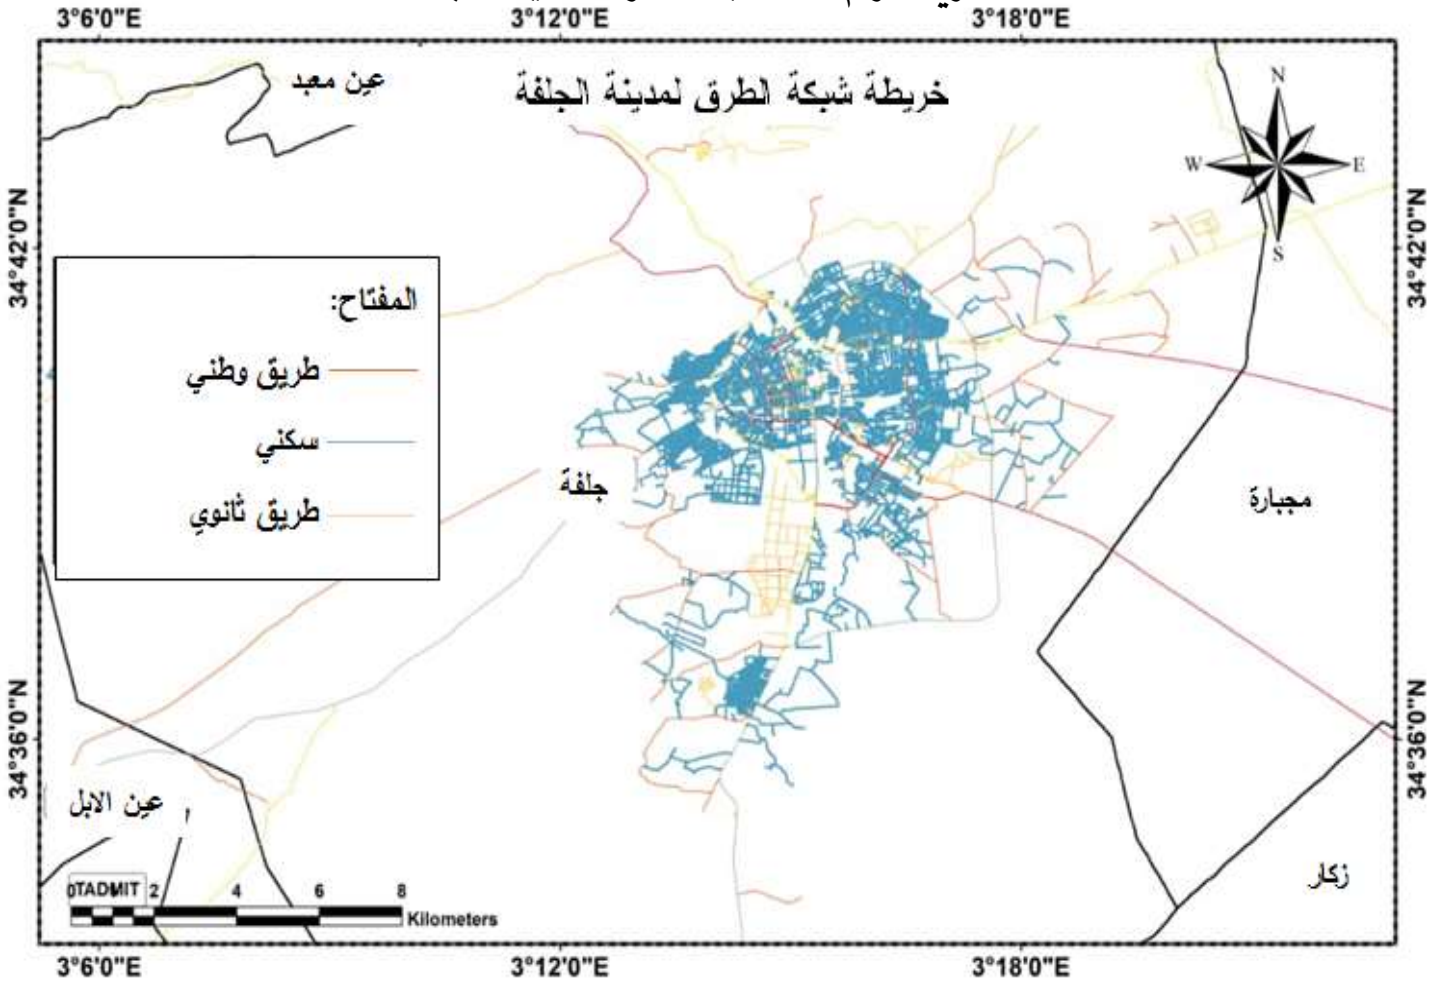 3°6'0"E 3°12'0"E 3°18'0"E
خريطة شبكة الطرق لمدينة الجلفة
عين معبد
N
W E
S
34°42'0"N 34°42'0"N
المفتاح:
طريق وطني
سكني
طريق ثانوي
جلفة
مجبارة
34°36'0"N 34°36'0"N
عين الابل
زكار
TADMIT
0 2 4 6 8
Kilometers
3°6'0"E 3°12'0"E 3°18'0"E